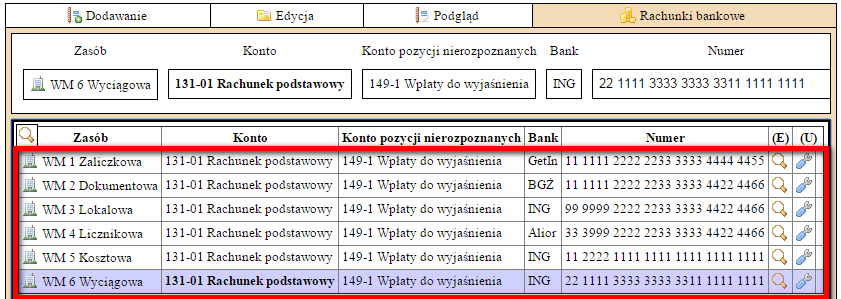 Dodawanie Edycja Podgląd Rachunki bankowe
Zasób Konto Konto pozycji nierozpoznanych Bank Numer
WM 6 Wyciągowa 131-01 Rachunek podstawowy 149-1 Wpłaty do wyjaśnienia ING 22 1111 3333 3333 3311 1111 1111
Zasób Konto Konto pozycji nierozpoznanych Bank Numer (E) (U)
WM 1 Zaliczkowa 131-01 Rachunek podstawowy 149-1 Wpłaty do wyjaśnienia GetIn 11 1111 2222 2233 3333 4444 4455
WM 2 Dokumentowa 131-01 Rachunek podstawowy 149-1 Wpłaty do wyjaśnienia BGŻ 11 1111 2222 2233 3333 4422 4466
WM 3 Lokalowa 131-01 Rachunek podstawowy 149-1 Wpłaty do wyjaśnienia ING 99 9999 2222 2233 3333 4422 4466
WM 4 Licznikowa 131-01 Rachunek podstawowy 149-1 Wpłaty do wyjaśnienia Alior 33 3999 2222 2233 3333 4422 4466
WM 5 Kosztowa 131-01 Rachunek podstawowy 149-1 Wpłaty do wyjaśnienia ING 11 2222 1111 1111 1111 1111 1111
WM 6 Wyciągowa 131-01 Rachunek podstawowy 149-1 Wpłaty do wyjaśnienia ING 22 1111 3333 3333 3311 1111 1111